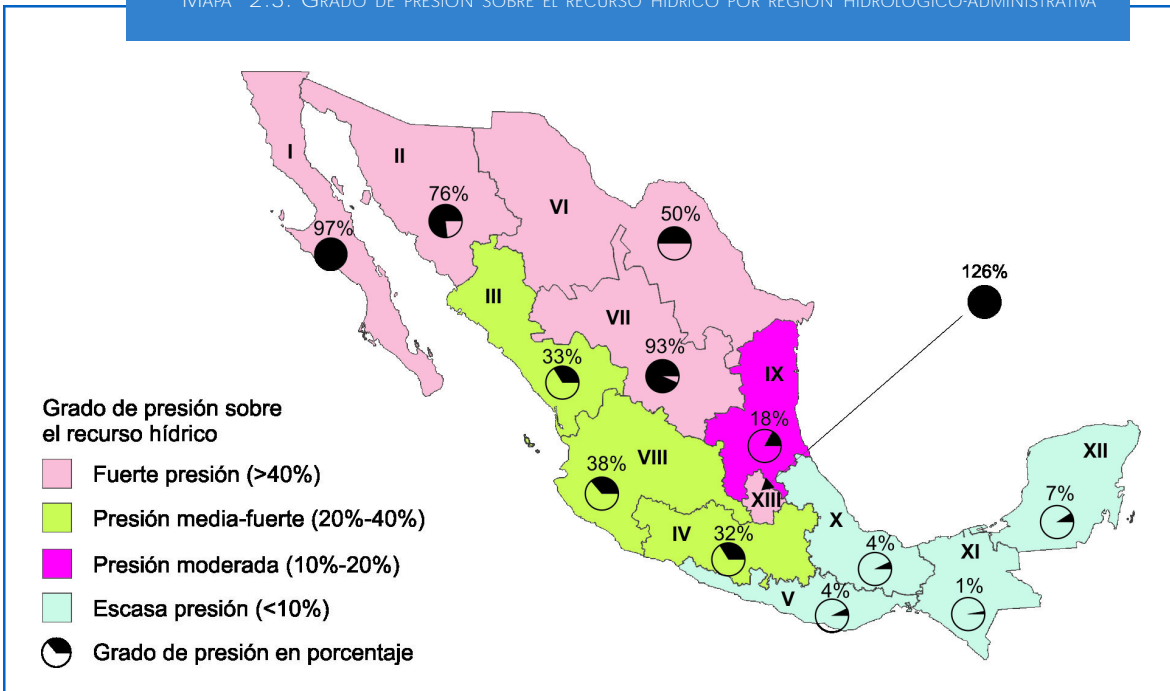 MAPA 2.3. GRADO DE PRESIÓN SOBRE EL RECURSO HÍDRICO POR REGIÓN HIDROLÓGICO-ADMINISTRATIVA
I
II
76%
VI
50%
97%
126%
III
VII
33%
93%
IX
18%
VIII
38%
XIII
XII
7%
X
IV
32%
4%
XI
V
4%
1%
Grado de presión sobre
el recurso hídrico
Fuerte presión (>40%)
Presión media-fuerte (20%-40%)
Presión moderada (10%-20%)
Escasa presión (<10%)
Grado de presión en porcentaje